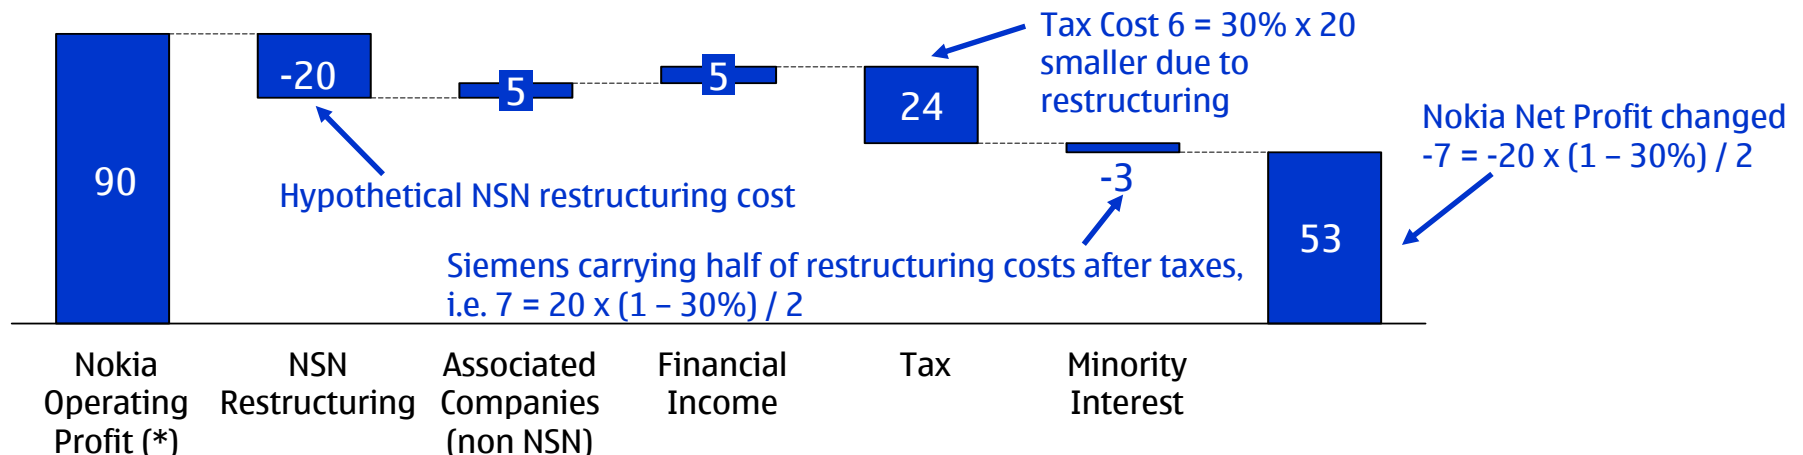 Tax Cost 6 = 30% x 20
smaller due to
restructuring
-20
5
5
24
90
Nokia Net Profit changed
-7 = -20 x (1 – 30%) / 2
Hypothetical NSN restructuring cost
-3
53
Siemens carrying half of restructuring costs after taxes,
i.e. 7 = 20 x (1 – 30%) / 2
Nokia
Operating
Profit (*)
NSN
Restructuring
Associated
Companies
(non NSN)
Financial
Income
Tax
Minority
Interest